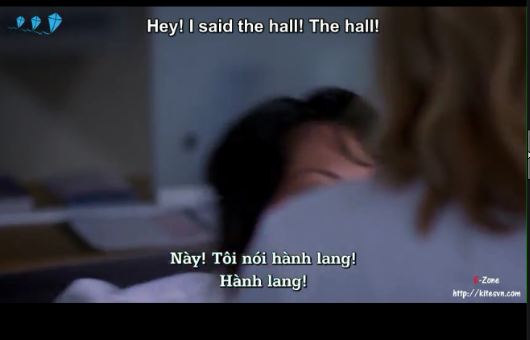 Hey! I said the hall! The hall!
Này! Tôi nói hành lang!
Hành lang!
-Zone
http://kitesvn.com